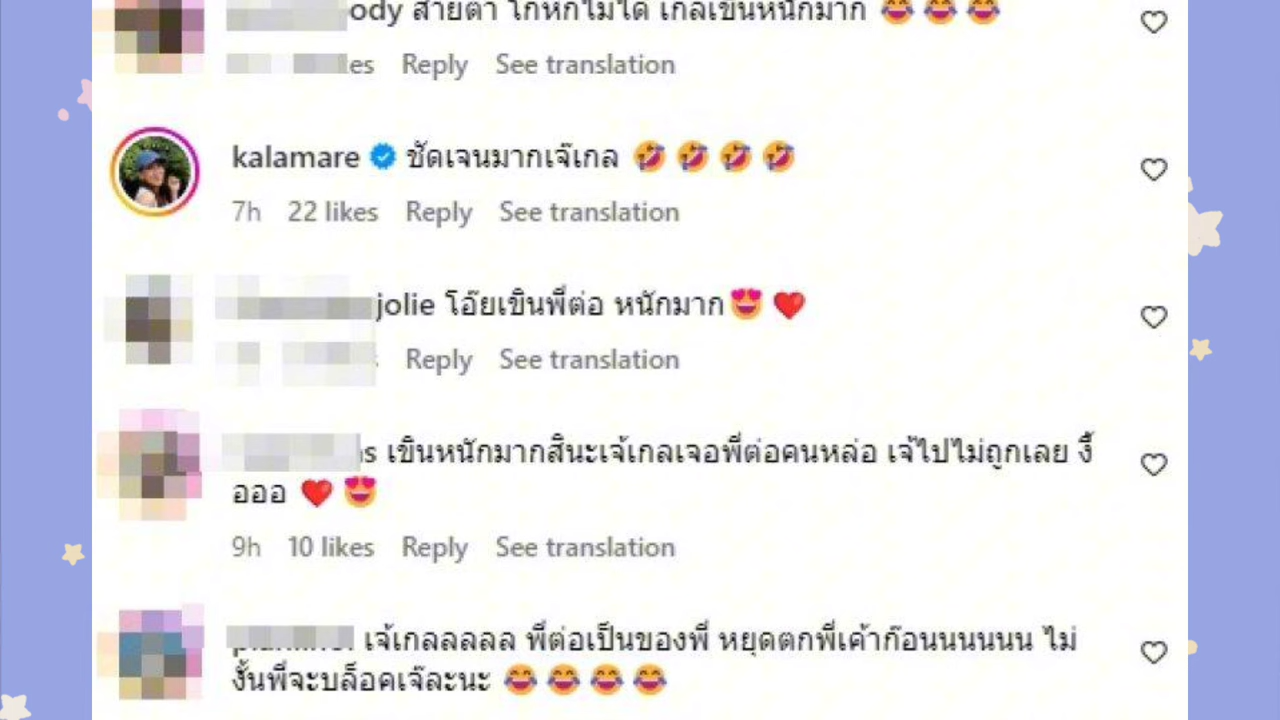 ody สายตา โกหกไม่ได้ เกลเขินหนักมาก 😂😂😂
es Reply See translation
kalamare ชัดเจนมากเจ๊เกล 🤣🤣🤣🤣
7h 22 likes Reply See translation
jolie โอ๊ยเขินพี่ต่อ หนักมาก😍❤️
Reply See translation
s เขินหนักมากสินะเจ้เกลเจอพี่ต่อคนหล่อ เจ้ไปไม่ถูกเลย งื้
อออ ❤️😍
9h 10 likes Reply See translation
เจ้เกลลลลล พี่ต่อเป็นของพี่ หยุดตกพี่เค้าก๊อนนนนนน ไม่
งั้นพี่จะบล็อคเจ๊ละนะ 😂😂😂😂